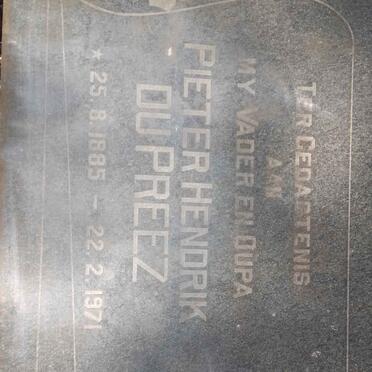 TER GEDAGTENIS
AAN
MY VADER EN OUPA
PIETER HENDRIK
DU PREEZ
* 25.8.1885 – 22.2.1971